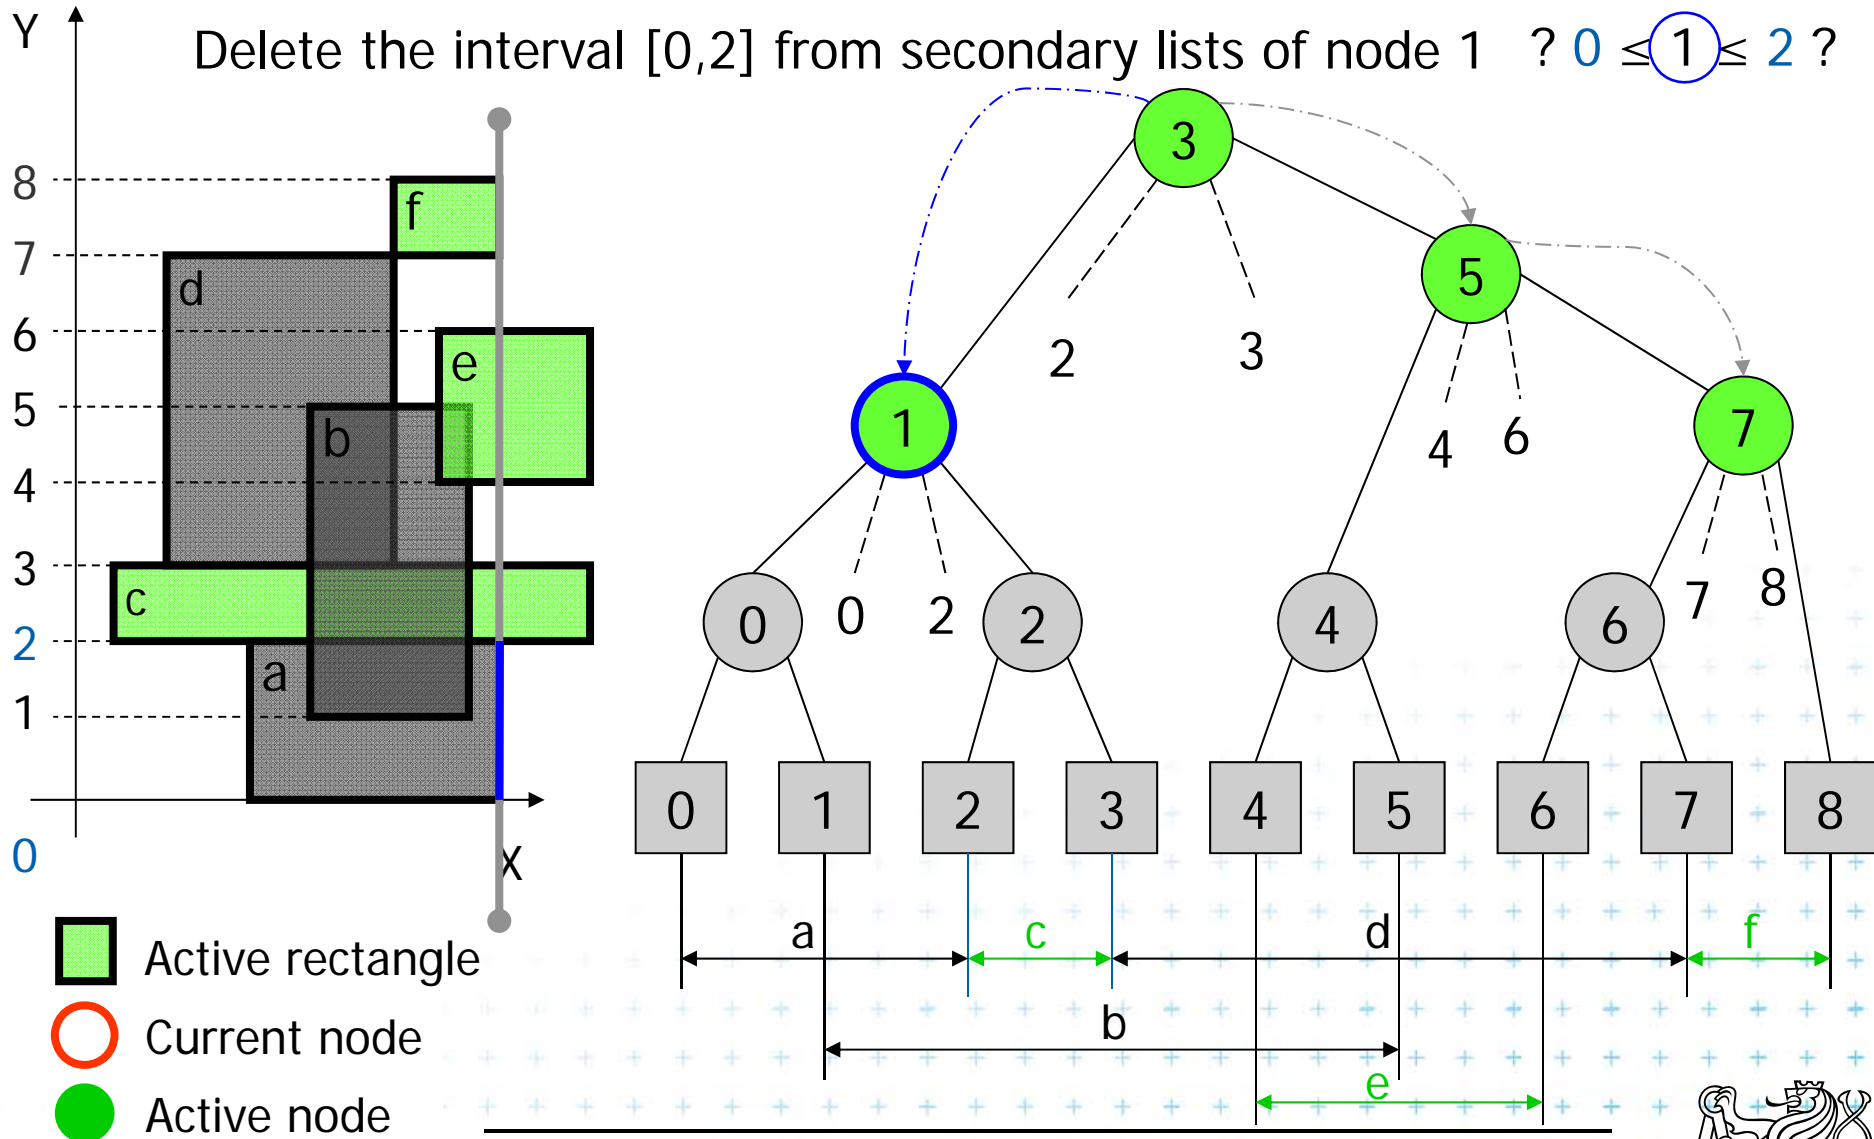 Y
Delete the interval [0,2] from secondary lists of node 1 ? 0 ≤ 1 ≤ 2 ?
3
8
f
7
d
5
6
e
2
3
5
b
1
7
4
4
6
3
c
0
0
2
2
4
6
7
8
2
a
1
0
1
2
3
4
5
6
7
8
0
X
a
c
d
f
Active rectangle
b
Current node
e
Active node